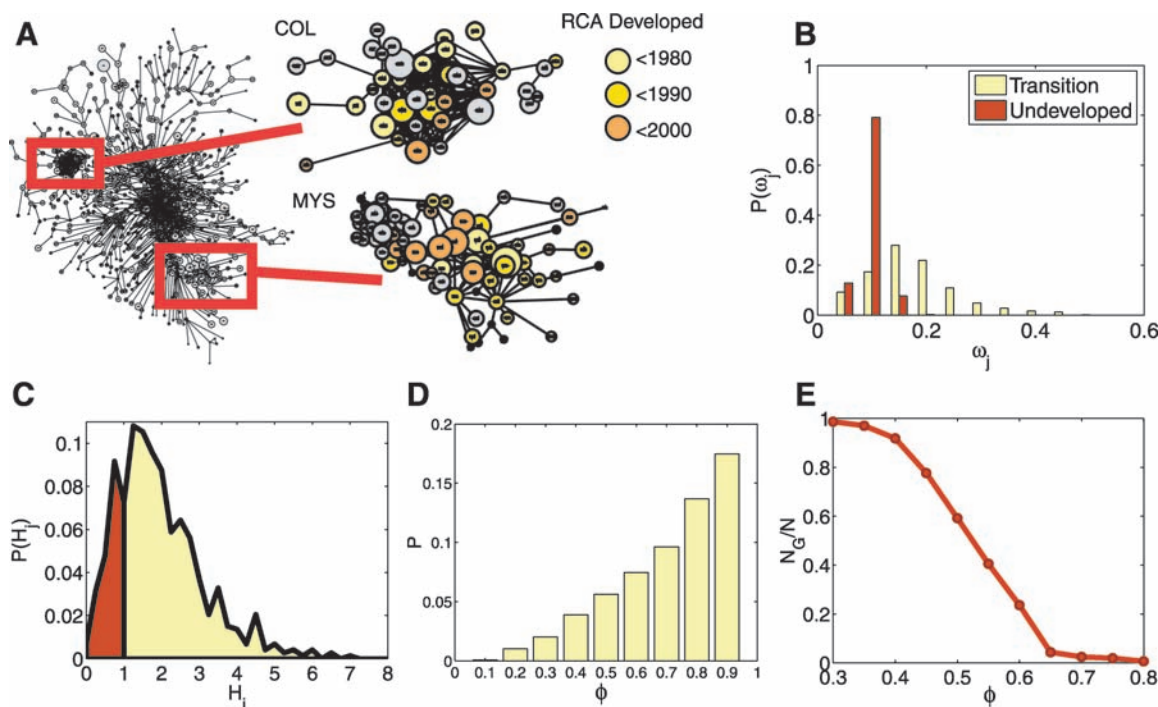 A
COL
RCA Developed
<1980
<1990
<2000
MYS
B
Transition
Undeveloped
P(ωj)
1
0.8
0.6
0.4
0.2
0
0 0.2 0.4 0.6
ωj
C
P(Hj)
0.1
0.08
0.06
0.04
0.02
0
0 1 2 3 4 5 6 7 8
Hj
D
P
0.2
0.15
0.1
0.05
0
0 0.1 0.2 0.3 0.4 0.5 0.6 0.7 0.8 0.9 1
ϕ
E
NG/N
1
0.8
0.6
0.4
0.2
0
0.3 0.4 0.5 0.6 0.7 0.8
ϕ